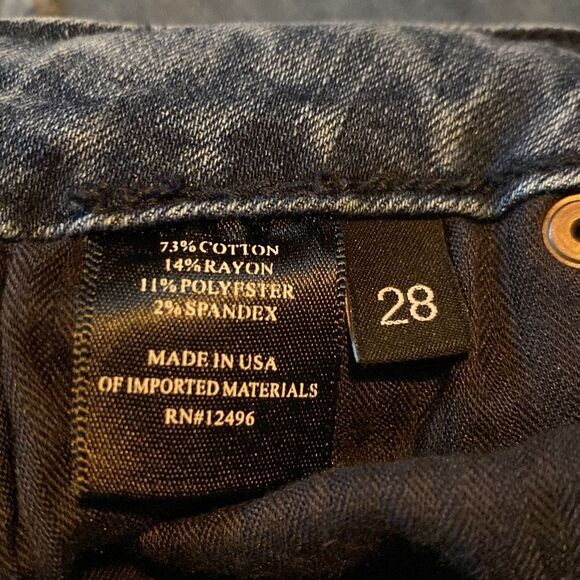 73% COTTON
14% RAYON
11% POLYESTER
2% SPANDEX
MADE IN USA
OF IMPORTED MATERIALS
RN#12496
28